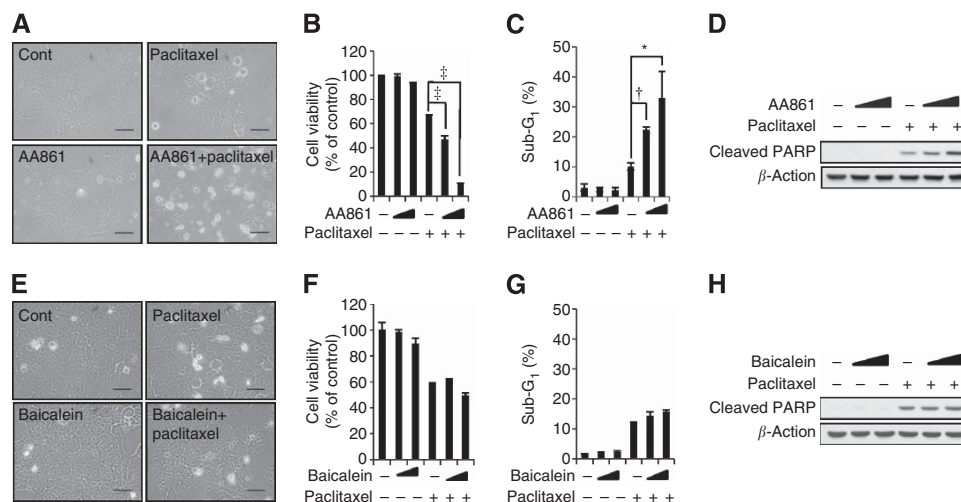 A
Cont
Paclitaxel
AA861
AA861+paclitaxel
B
Cell viability
(% of control)
120
100
80
60
40
20
0
‡
‡
AA861
–
–
Paclitaxel – – – + + +
C
Sub-G1 (%)
50
40
30
20
10
0
*
†
AA861
–
–
Paclitaxel – – – + + +
D
AA861 – –
Paclitaxel – – – + + +
Cleaved PARP
β-Action
E
Cont
Paclitaxel
Baicalein
Baicalein+
paclitaxel
F
Cell viability
(% of control)
120
100
80
60
40
20
0
Baicalein – –
Paclitaxel – – – + + +
G
Sub-G1 (%)
50
40
30
20
10
0
Baicalein – –
Paclitaxel – – – + + +
H
Baicalein – –
Paclitaxel – – – + + +
Cleaved PARP
β-Action